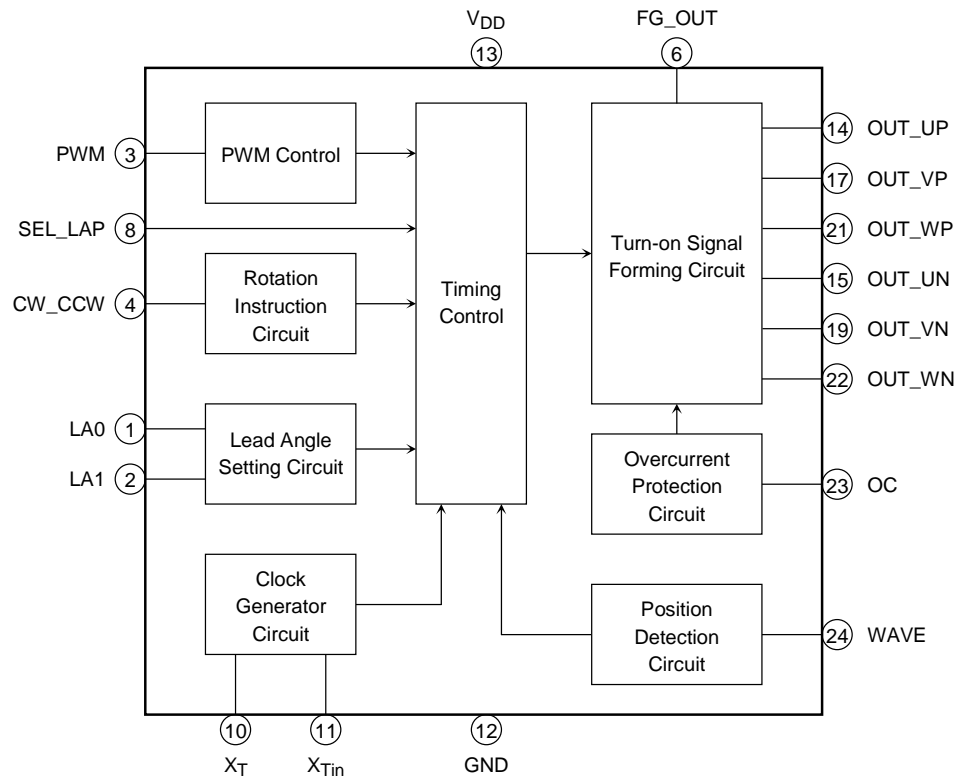 V_DD
FG_OUT
13
6
PWM
3
PWM Control
14
OUT_UP
17
OUT_VP
SEL_LAP
8
21
OUT_WP
Turn-on Signal
Forming Circuit
CW_CCW
4
Rotation
Instruction
Circuit
Timing
Control
15
OUT_UN
19
OUT_VN
22
OUT_WN
LA0
1
LA1
2
Lead Angle
Setting Circuit
Overcurrent
Protection
Circuit
23
OC
Clock
Generator
Circuit
Position
Detection
Circuit
24
WAVE
10
11
12
X_T
X_Tin
GND